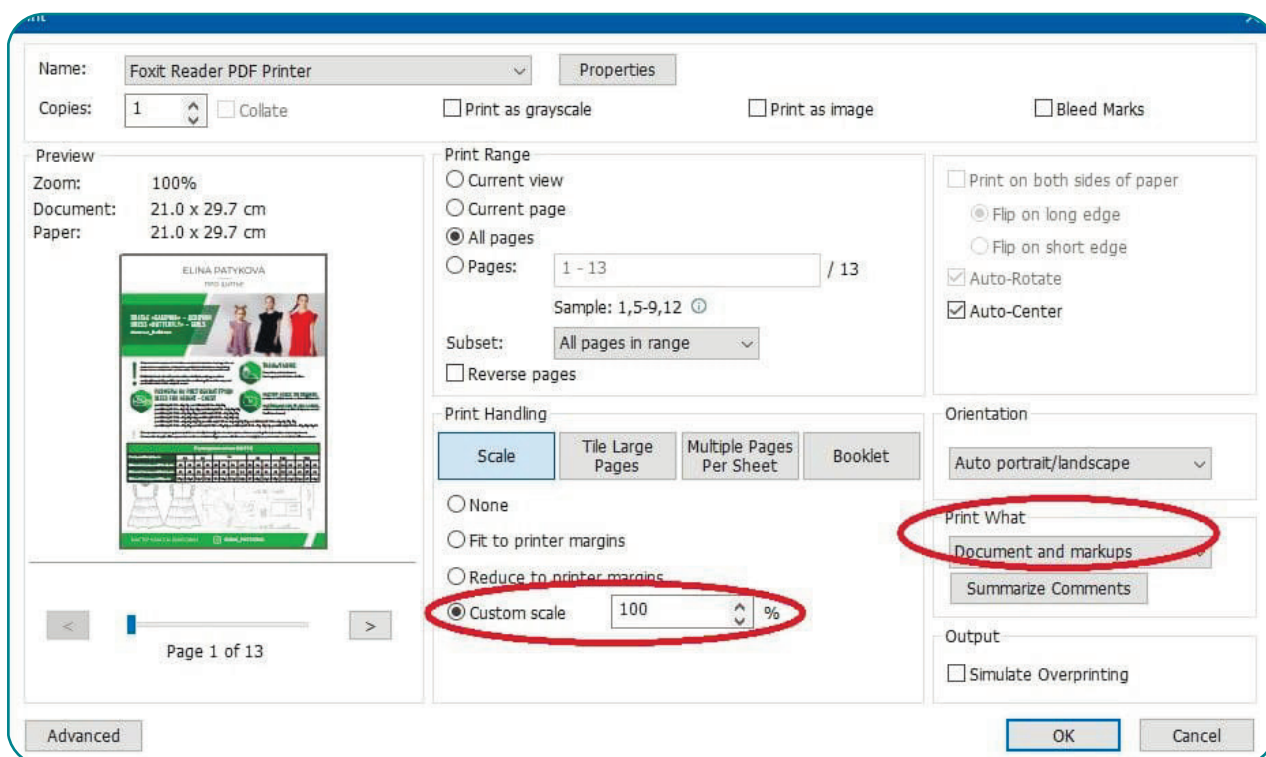 Name:
Foxit Reader PDF Printer
Properties
Copies:
1
Collate
Print as grayscale
Print as image
Bleed Marks
Preview
Zoom: 100%
Document: 21.0 x 29.7 cm
Paper: 21.0 x 29.7 cm
ELINA PATYKOVA
Page 1 of 13
<
>
Print Range
Current view
Current page
All pages
Pages:
1 - 13
/ 13
Sample: 1,5-9,12
Subset:
All pages in range
Reverse pages
Print Handling
Scale
Tile Large
Pages
Multiple Pages
Per Sheet
Booklet
None
Fit to printer margins
Reduce to printer margins
Custom scale
100
%
Print on both sides of paper
Flip on long edge
Flip on short edge
Auto-Rotate
Auto-Center
Orientation
Auto portrait/landscape
Print What
Document and markups
Summarize Comments
Output
Simulate Overprinting
Advanced
OK
Cancel